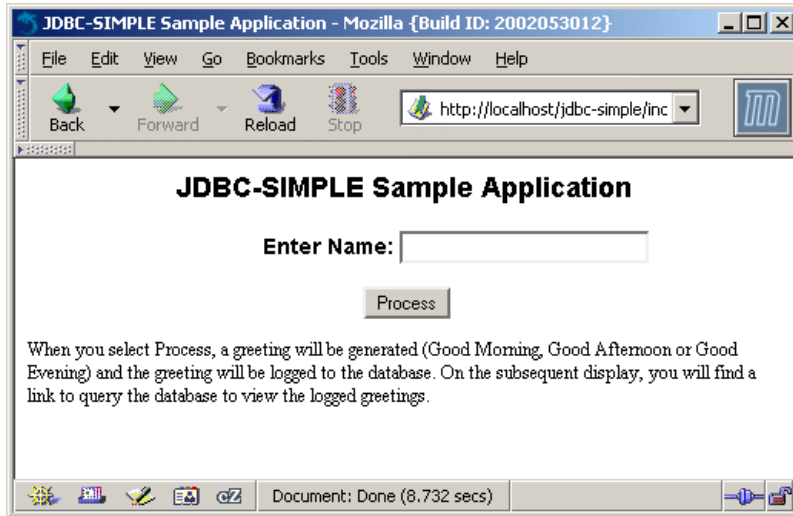 JDBC-SIMPLE Sample Application - Mozilla {Build ID: 2002053012}
File Edit View Go Bookmarks Tools Window Help
Back Forward Reload Stop http://localhost/jdbc-simple/inc
JDBC-SIMPLE Sample Application
Enter Name:
Process
When you select Process, a greeting will be generated (Good Morning, Good Afternoon or Good
Evening) and the greeting will be logged to the database. On the subsequent display, you will find a
link to query the database to view the logged greetings.
Document: Done (8.732 secs)